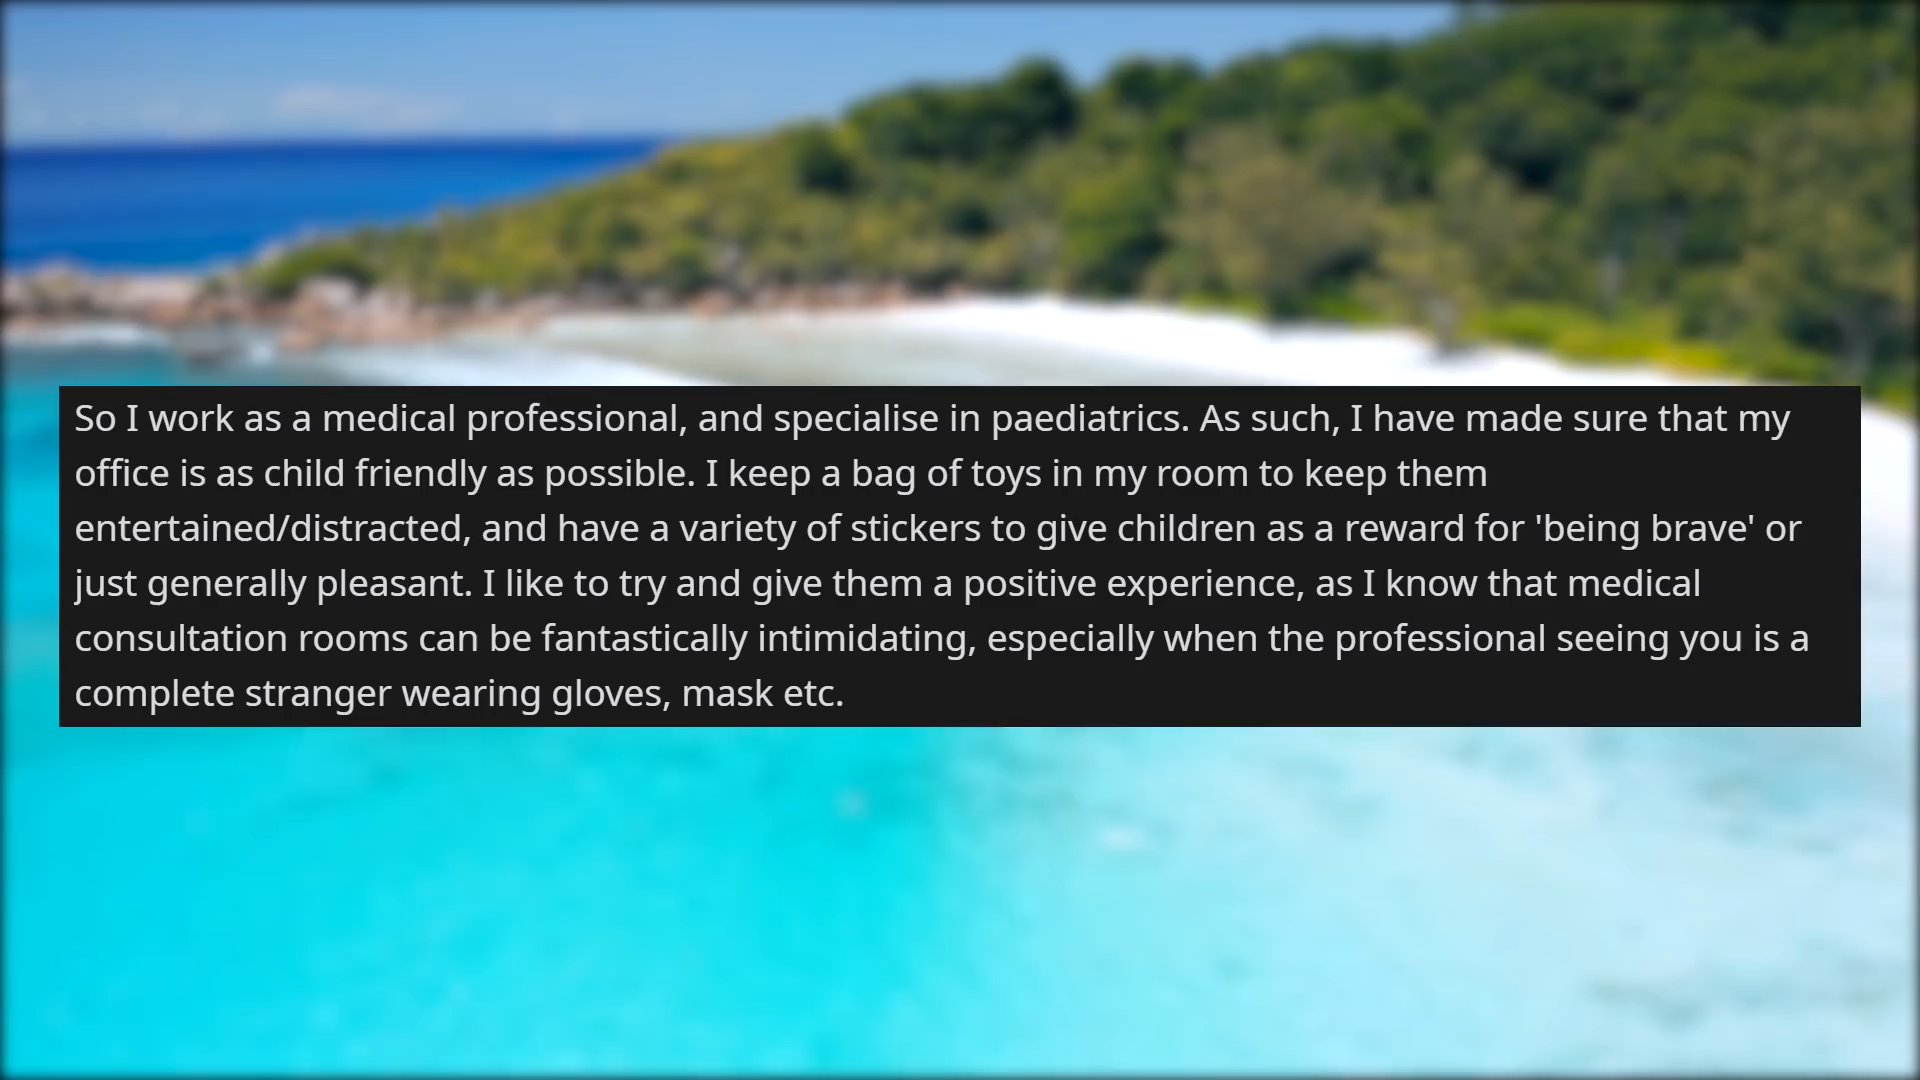 So I work as a medical professional, and specialise in paediatrics. As such, I have made sure that my
office is as child friendly as possible. I keep a bag of toys in my room to keep them
entertained/distracted, and have a variety of stickers to give children as a reward for 'being brave' or
just generally pleasant. I like to try and give them a positive experience, as I know that medical
consultation rooms can be fantastically intimidating, especially when the professional seeing you is a
complete stranger wearing gloves, mask etc.